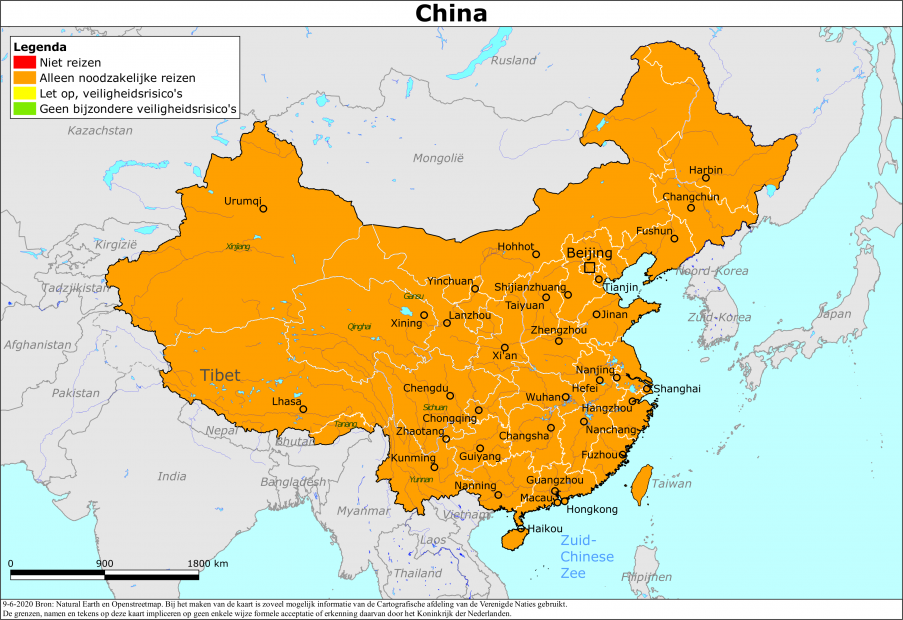 China
Legenda
Niet reizen
Alleen noodzakelijke reizen
Let op, veiligheidsrisico's
Geen bijzondere veiligheidsrisico's
Rusland
Kazachstan
Mongolië
Harbin
Changchun
Urumqi
Fushun
Xinjiang
Kirgizië
Hohhot
Beijing
Noord-Korea
Tadzjikistan
Yinchuan
Shijianzhuang
Tianjin
Gansu
Taiyuan
Jinan
Zuid-Korea
Japan
Xining
Lanzhou
Qinghai
Zhengzhou
Afghanistan
Xi'an
Tibet
Nanjing
Pakistan
Chengdu
Hefei
Shanghai
Lhasa
Wuhan
Sichuan
Hangzhou
Chongqing
Tanang
Nepal
Zhaotang
Changsha
Nanchang
Bhutan
Kunming
Guiyang
Fuzhou
India
Bangladesh
Yunnan
Nanning
Guangzhou
Taiwan
Macau
Myanmar
Vietnam
Hongkong
Haikou
Laos
Zuid-
Chinese
Zee
Thailand
Filipijnen
0 900 1800 km
9-6-2020 Bron: Natural Earth en Openstreetmap. Bij het maken van de kaart is zoveel mogelijk informatie van de Cartografische afdeling van de Verenigde Naties gebruikt.
De grenzen, namen en tekens op deze kaart impliceren op geen enkele wijze formele acceptatie of erkenning daarvan door het Koninkrijk der Nederlanden.